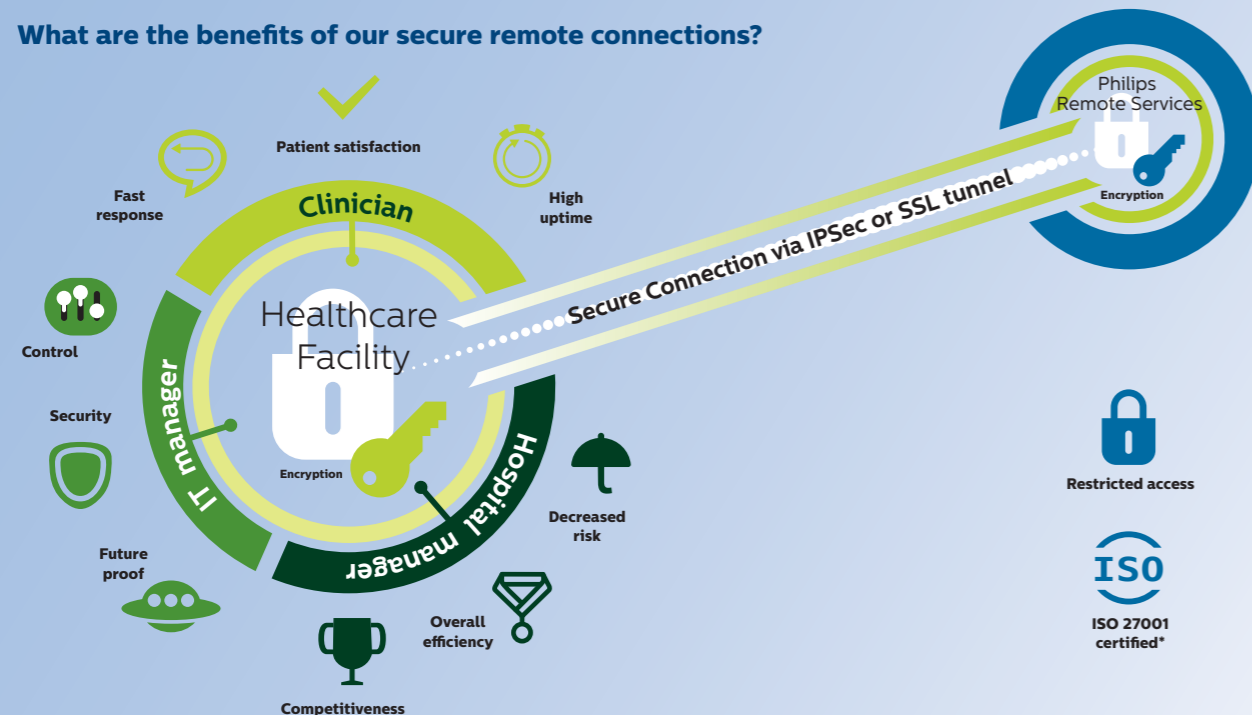 What are the benefits of our secure remote connections?
Patient satisfaction
Fast
response
High
uptime
Clinician
Control
Security
Future
proof
IT manager
Healthcare
Facility
Encryption
Hospital manager
Decreased
risk
Overall
efficiency
Competitiveness
Secure Connection via IPSec or SSL tunnel
Philips
Remote Services
Encryption
Restricted access
ISO
ISO 27001
certified*